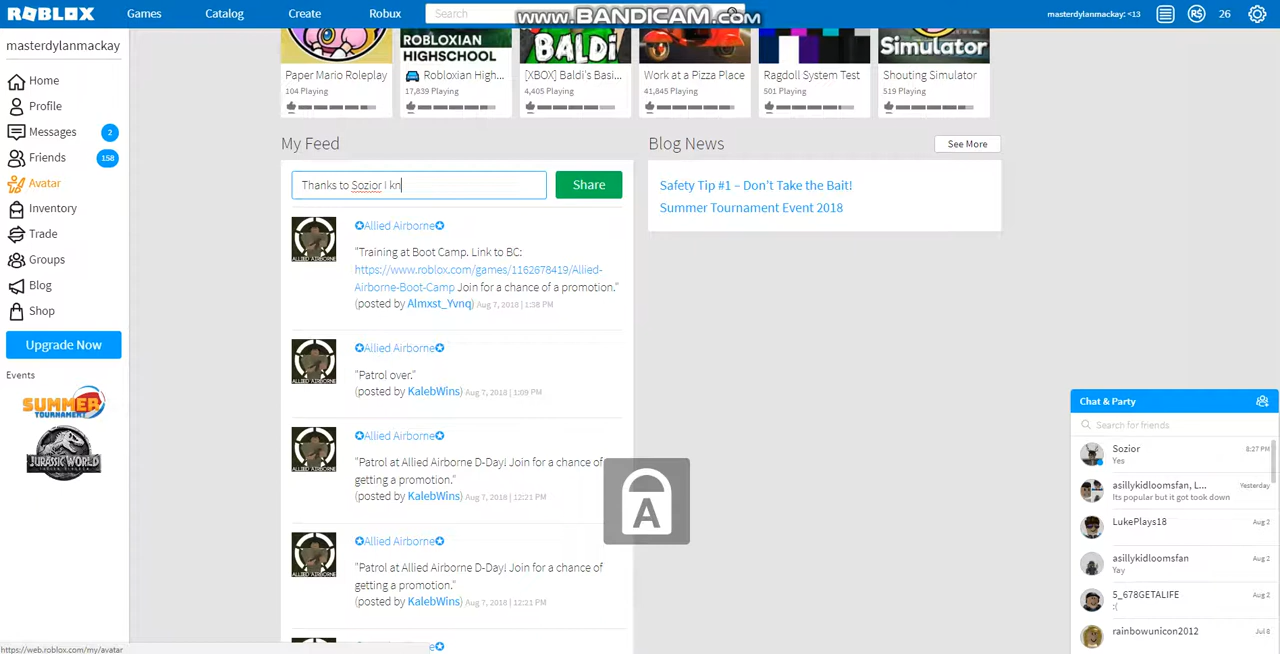 ROBLOX Games Catalog Create Robux Search www.BANDICAM.com masterdylanmackay: <13 R$ 26
masterdylanmackay
Home
Profile
Messages 2
Friends 158
Avatar
Inventory
Trade
Groups
Blog
Shop
Upgrade Now
Events
SUMMER
TOURNAMENT
JURASSIC WORLD
ROBLOXIAN
HIGHSCHOOL
BALDI
Simulator
Paper Mario Roleplay
104 Playing
Robloxian High...
17,839 Playing
[XBOX] Baldi's Basi...
4,405 Playing
Work at a Pizza Place
41,845 Playing
Ragdoll System Test
501 Playing
Shouting Simulator
519 Playing
My Feed
Thanks to Sozior I kn
Share
✪Allied Airborne✪
"Training at Boot Camp. Link to BC:
https://www.roblox.com/games/1162678419/Allied-
Airborne-Boot-Camp Join for a chance of a promotion."
(posted by Almxst_Yvnq) Aug 7, 2018 | 1:38 PM
ALLIED AIRBORNE
✪Allied Airborne✪
"Patrol over."
(posted by KalebWins) Aug 7, 2018 | 1:09 PM
ALLIED AIRBORNE
✪Allied Airborne✪
"Patrol at Allied Airborne D-Day! Join for a chance of
getting a promotion."
(posted by KalebWins) Aug 7, 2018 | 12:21 PM
ALLIED AIRBORNE
✪Allied Airborne✪
"Patrol at Allied Airborne D-Day! Join for a chance of
getting a promotion."
(posted by KalebWins) Aug 7, 2018 | 12:21 PM
ALLIED AIRBORNE
e✪
A
Blog News
See More
Safety Tip #1 – Don't Take the Bait!
Summer Tournament Event 2018
Chat & Party
Search for friends
Sozior 8:27 PM
Yes
asillykidloomsfan, L... Yesterday
Its popular but it got took down
LukePlays18 Aug 2
asillykidloomsfan Aug 2
Yay
5_678GETALIFE Aug 2
:(
rainbowunicon2012 Jul 8
https://web.roblox.com/my/avatar